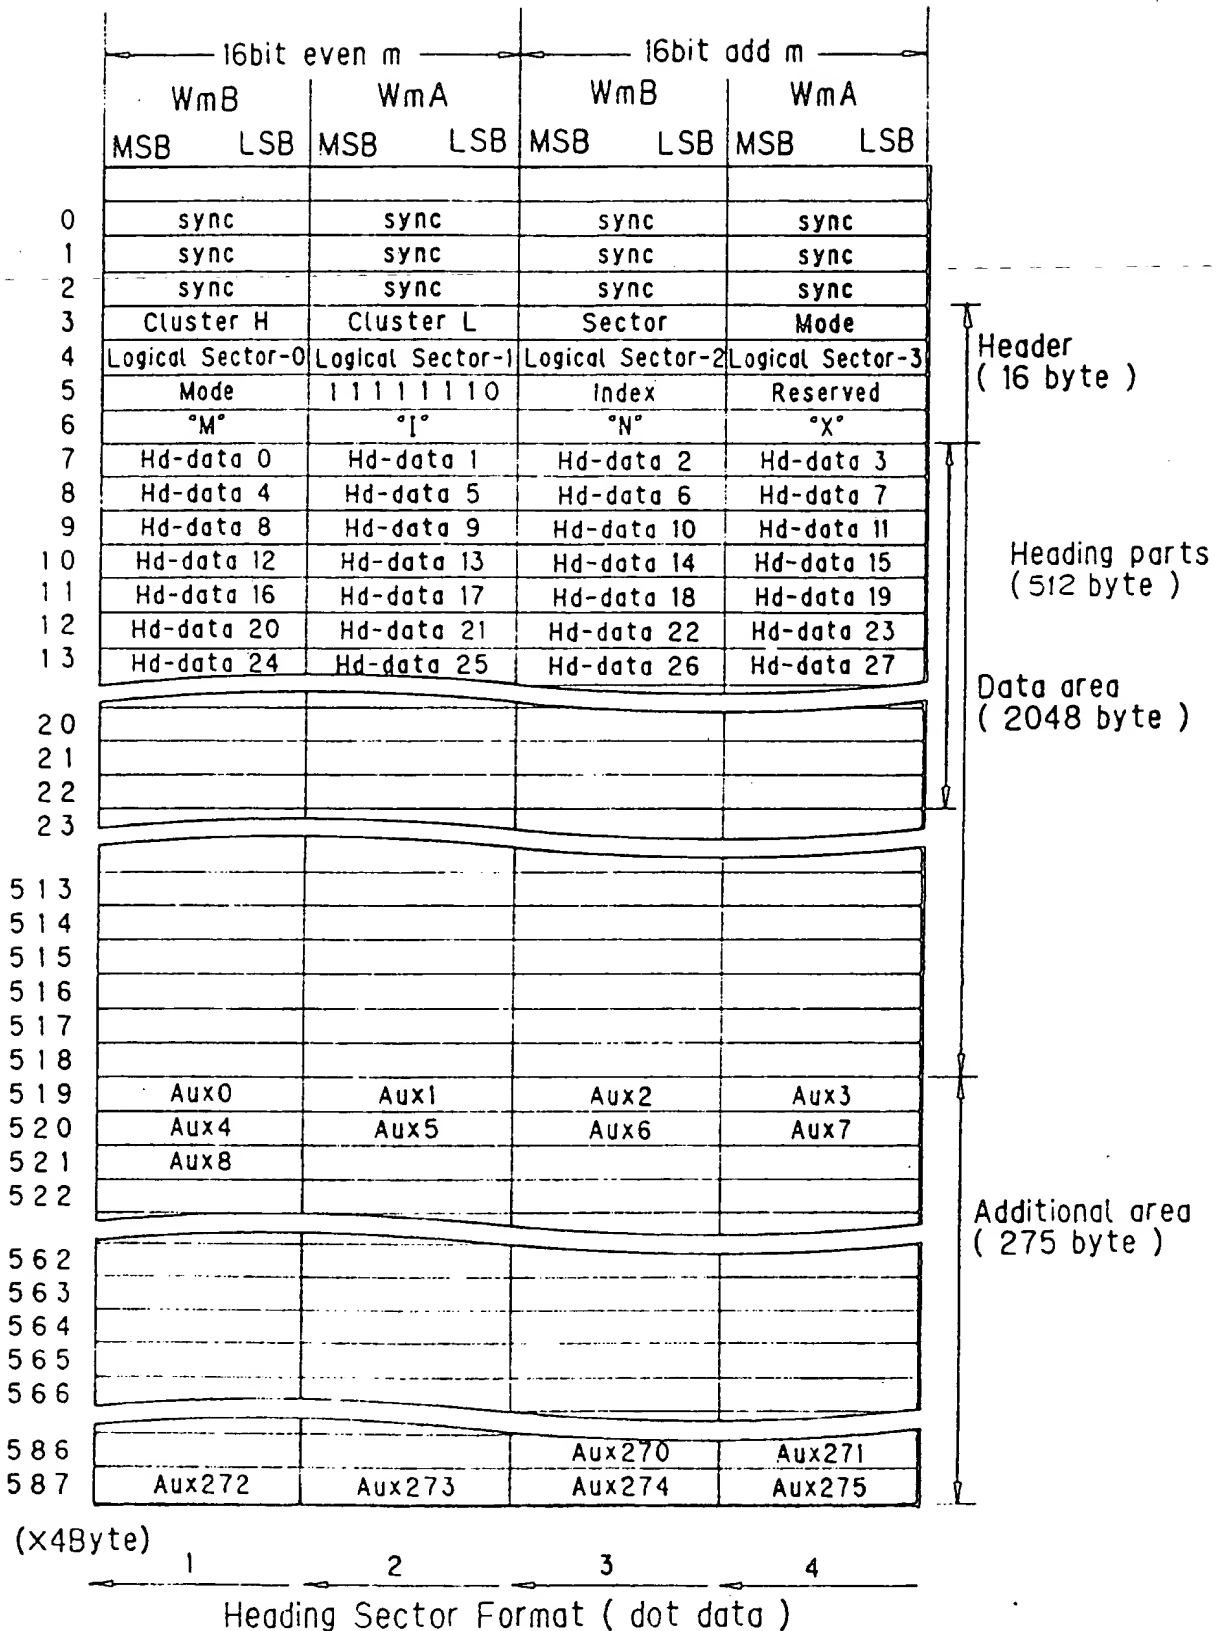 16bit even m 16bit add m
WmB WmA WmB WmA
MSB LSB MSB LSB MSB LSB MSB LSB
0 sync sync sync sync
1 sync sync sync sync
2 sync sync sync sync
3 Cluster H Cluster L Sector Mode
4 Logical Sector-0 Logical Sector-1 Logical Sector-2 Logical Sector-3
5 Mode 11111110 Index Reserved
6 "M" "I" "N" "X"
Header
( 16 byte )
7 Hd-data 0 Hd-data 1 Hd-data 2 Hd-data 3
8 Hd-data 4 Hd-data 5 Hd-data 6 Hd-data 7
9 Hd-data 8 Hd-data 9 Hd-data 10 Hd-data 11
10 Hd-data 12 Hd-data 13 Hd-data 14 Hd-data 15
11 Hd-data 16 Hd-data 17 Hd-data 18 Hd-data 19
12 Hd-data 20 Hd-data 21 Hd-data 22 Hd-data 23
13 Hd-data 24 Hd-data 25 Hd-data 26 Hd-data 27
Heading parts
(512 byte )
Data area
( 2048 byte )
20
21
22
23
513
514
515
516
517
518
519 Aux0 Aux1 Aux2 Aux3
520 Aux4 Aux5 Aux6 Aux7
521 Aux8
522
Additional area
( 275 byte )
562
563
564
565
566
586 Aux270 Aux271
587 Aux272 Aux273 Aux274 Aux275
(X4Byte)
1 2 3 4
Heading Sector Format ( dot data )